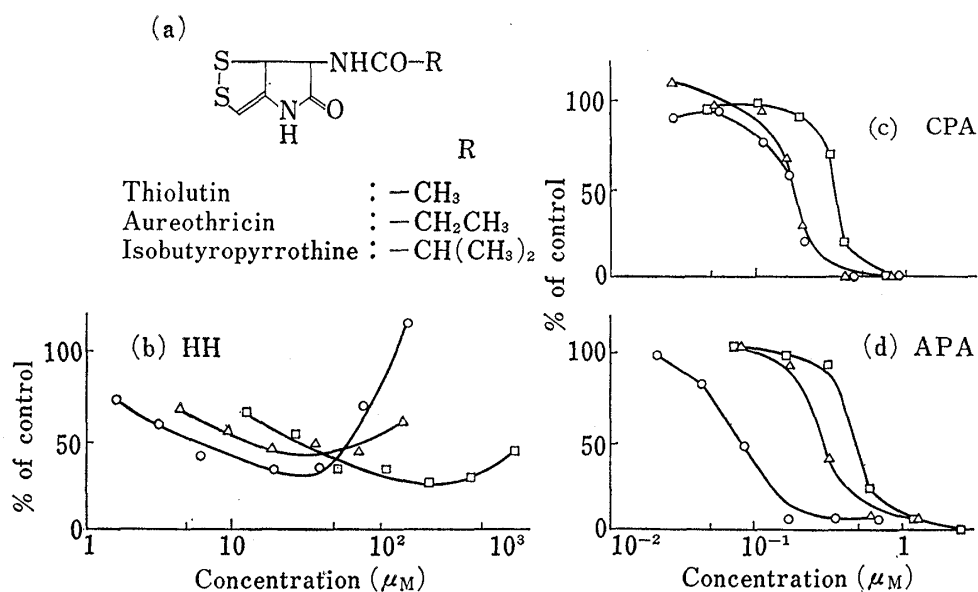 (a)
S
S
N
H
O
NHCO-R
R
Thiolutin : -CH₃
Aureothricin : -CH₂CH₃
Isobutyropyrrothine : -CH(CH₃)₂
(b) HH
% of control
100
50
0
1
10
10²
10³
Concentration (μM)
(c) CPA
% of control
100
50
0
(d) APA
100
50
0
10⁻²
10⁻¹
1
Concentration (μM)